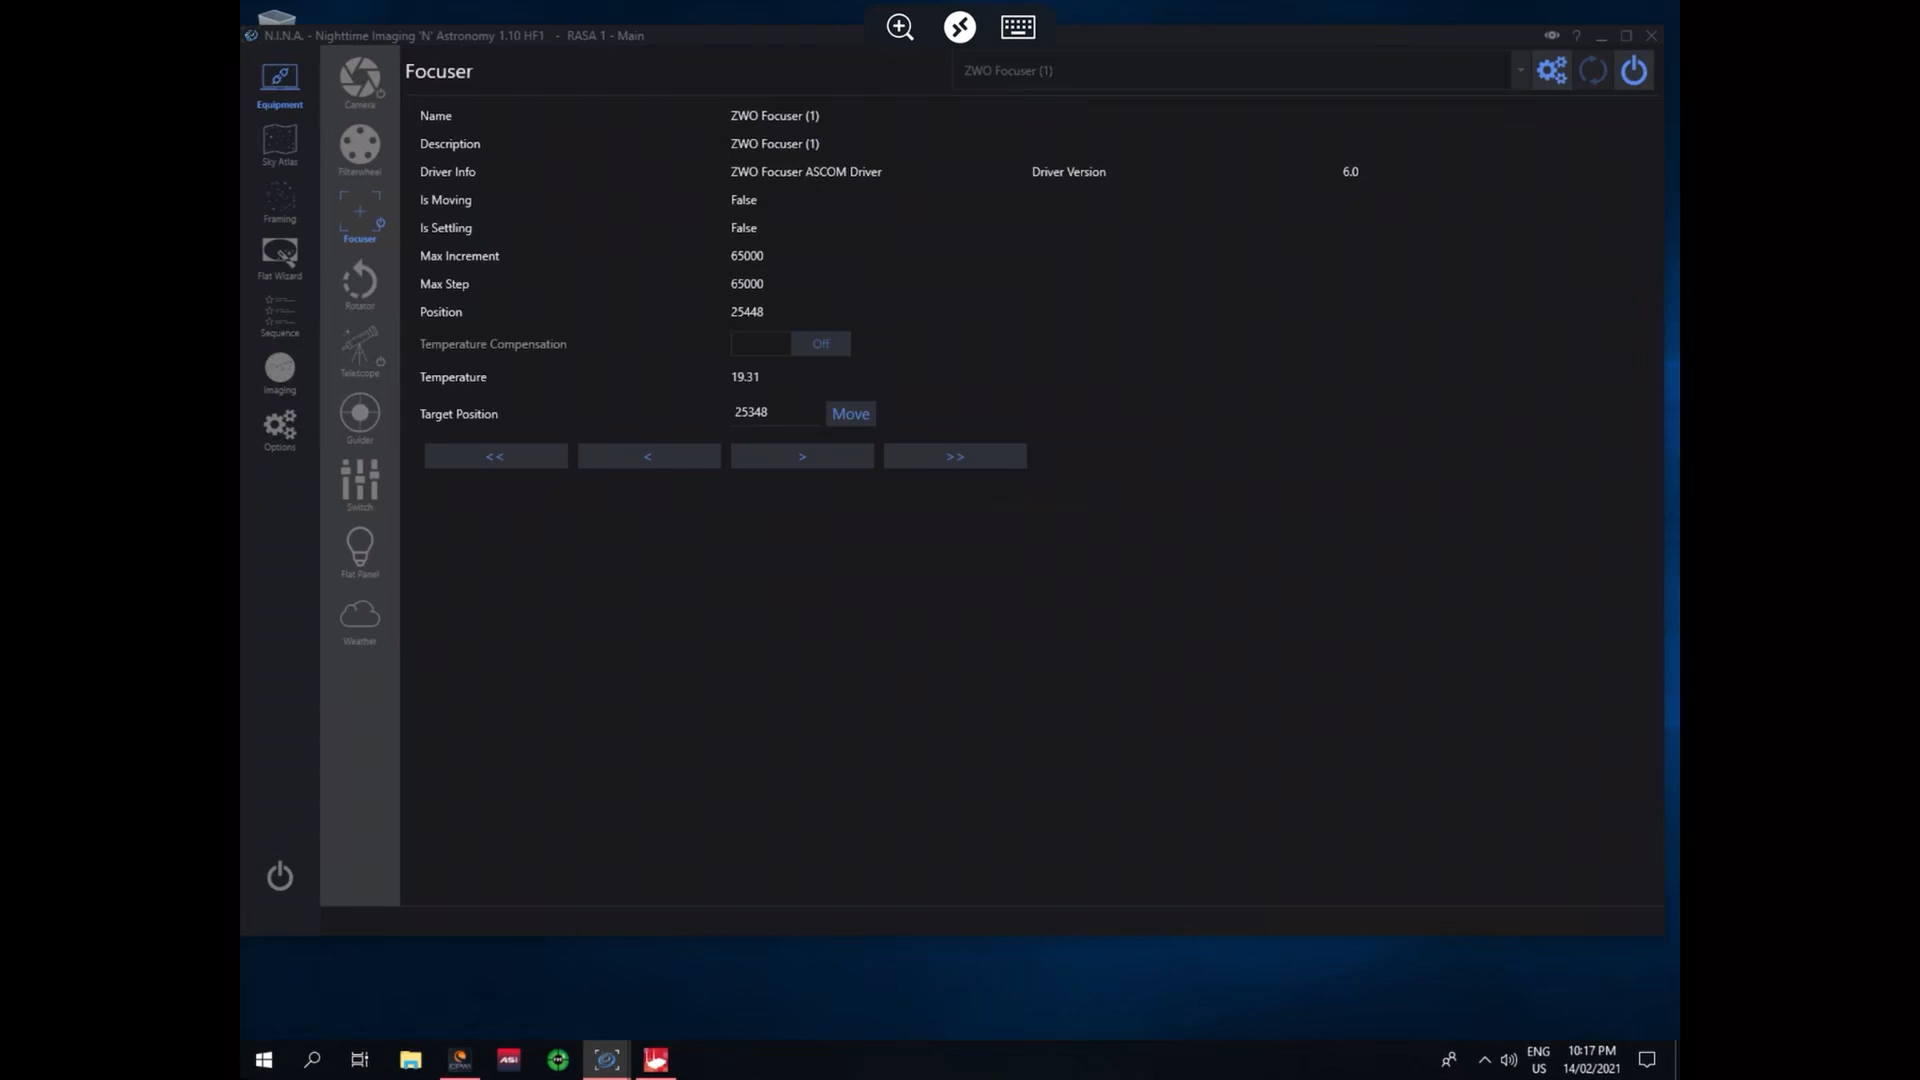 N.I.N.A. - Nighttime Imaging 'N' Astronomy 1.10 HF1 - RASA 1 - Main
?
Equipment
Sky Atlas
Framing
Flat Wizard
Sequence
Imaging
Options
Camera
Filterwheel
Focuser
Rotator
Telescope
Guider
Switch
Flat Panel
Weather
Focuser
ZWO Focuser (1)
Name ZWO Focuser (1)
Description ZWO Focuser (1)
Driver Info ZWO Focuser ASCOM Driver Driver Version 6.0
Is Moving False
Is Settling False
Max Increment 65000
Max Step 65000
Position 25448
Temperature Compensation Off
Temperature 19.31
Target Position 25348 Move
<< < > >>
CPWI
ASI
ENG
US
10:17 PM
14/02/2021